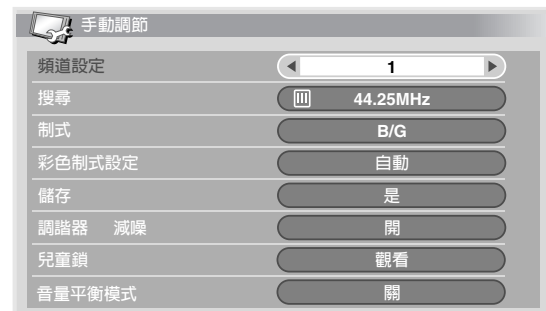 手動調節
頻道設定 1
搜尋 44.25MHz
制式 B/G
彩色制式設定 自動
儲存 是
調諧器 減噪 開
兒童鎖 觀看
音量平衡模式 關